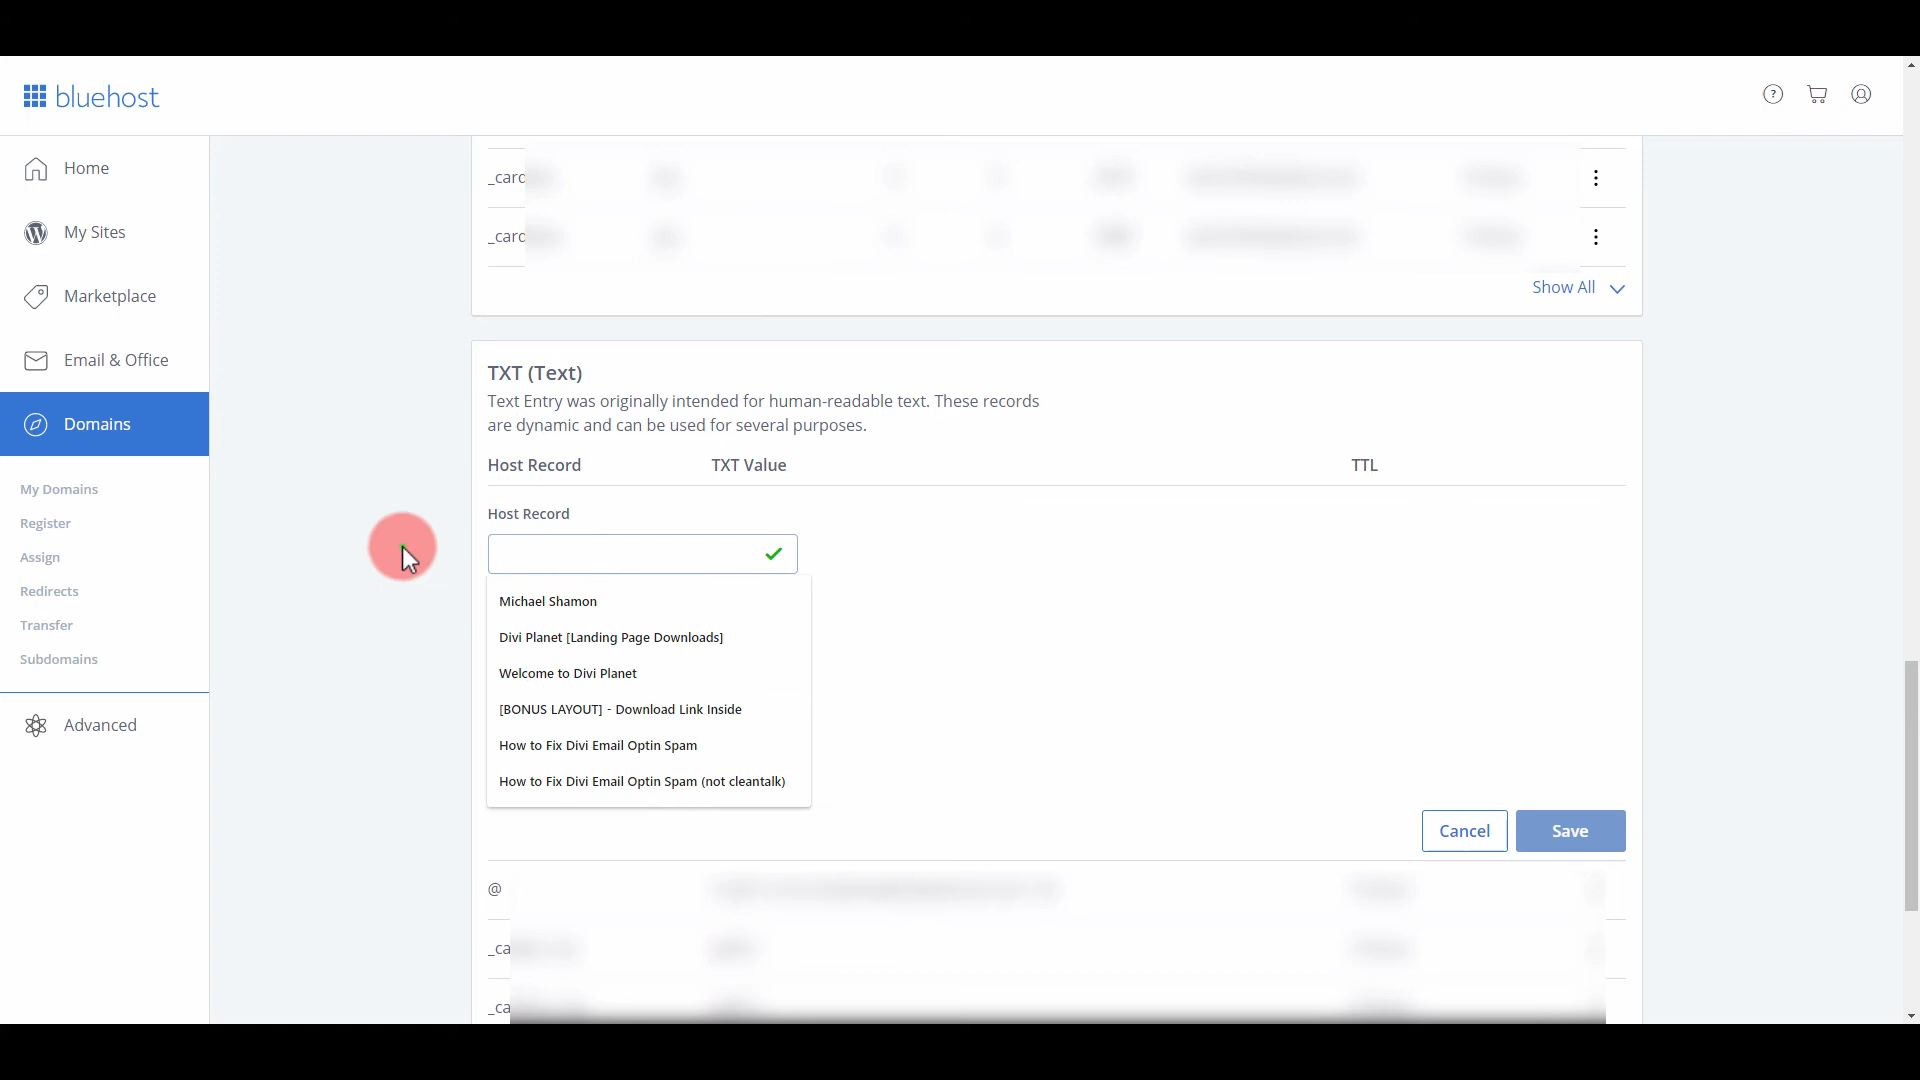 bluehost
?
Home
My Sites
Marketplace
Email & Office
Domains
My Domains
Register
Assign
Redirects
Transfer
Subdomains
Advanced
_card
_card
Show All
TXT (Text)
Text Entry was originally intended for human-readable text. These records
are dynamic and can be used for several purposes.
Host Record TXT Value TTL
Host Record
Michael Shamon
Divi Planet [Landing Page Downloads]
Welcome to Divi Planet
[BONUS LAYOUT] - Download Link Inside
How to Fix Divi Email Optin Spam
How to Fix Divi Email Optin Spam (not cleantalk)
Cancel Save
@
_ca
_ca